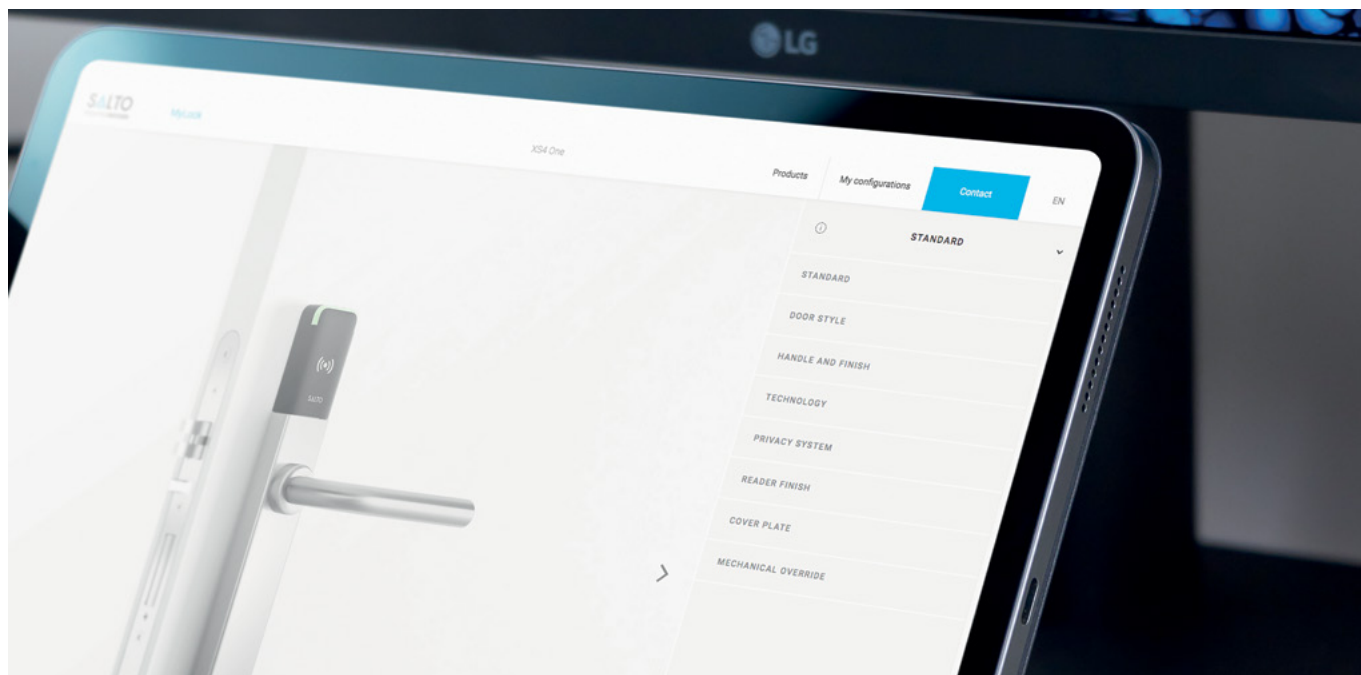 LG
SALTO
MyLock
XS4 One
Products
My configurations
Contact
EN
STANDARD
STANDARD
DOOR STYLE
HANDLE AND FINISH
TECHNOLOGY
PRIVACY SYSTEM
READER FINISH
COVER PLATE
MECHANICAL OVERRIDE
SALTO